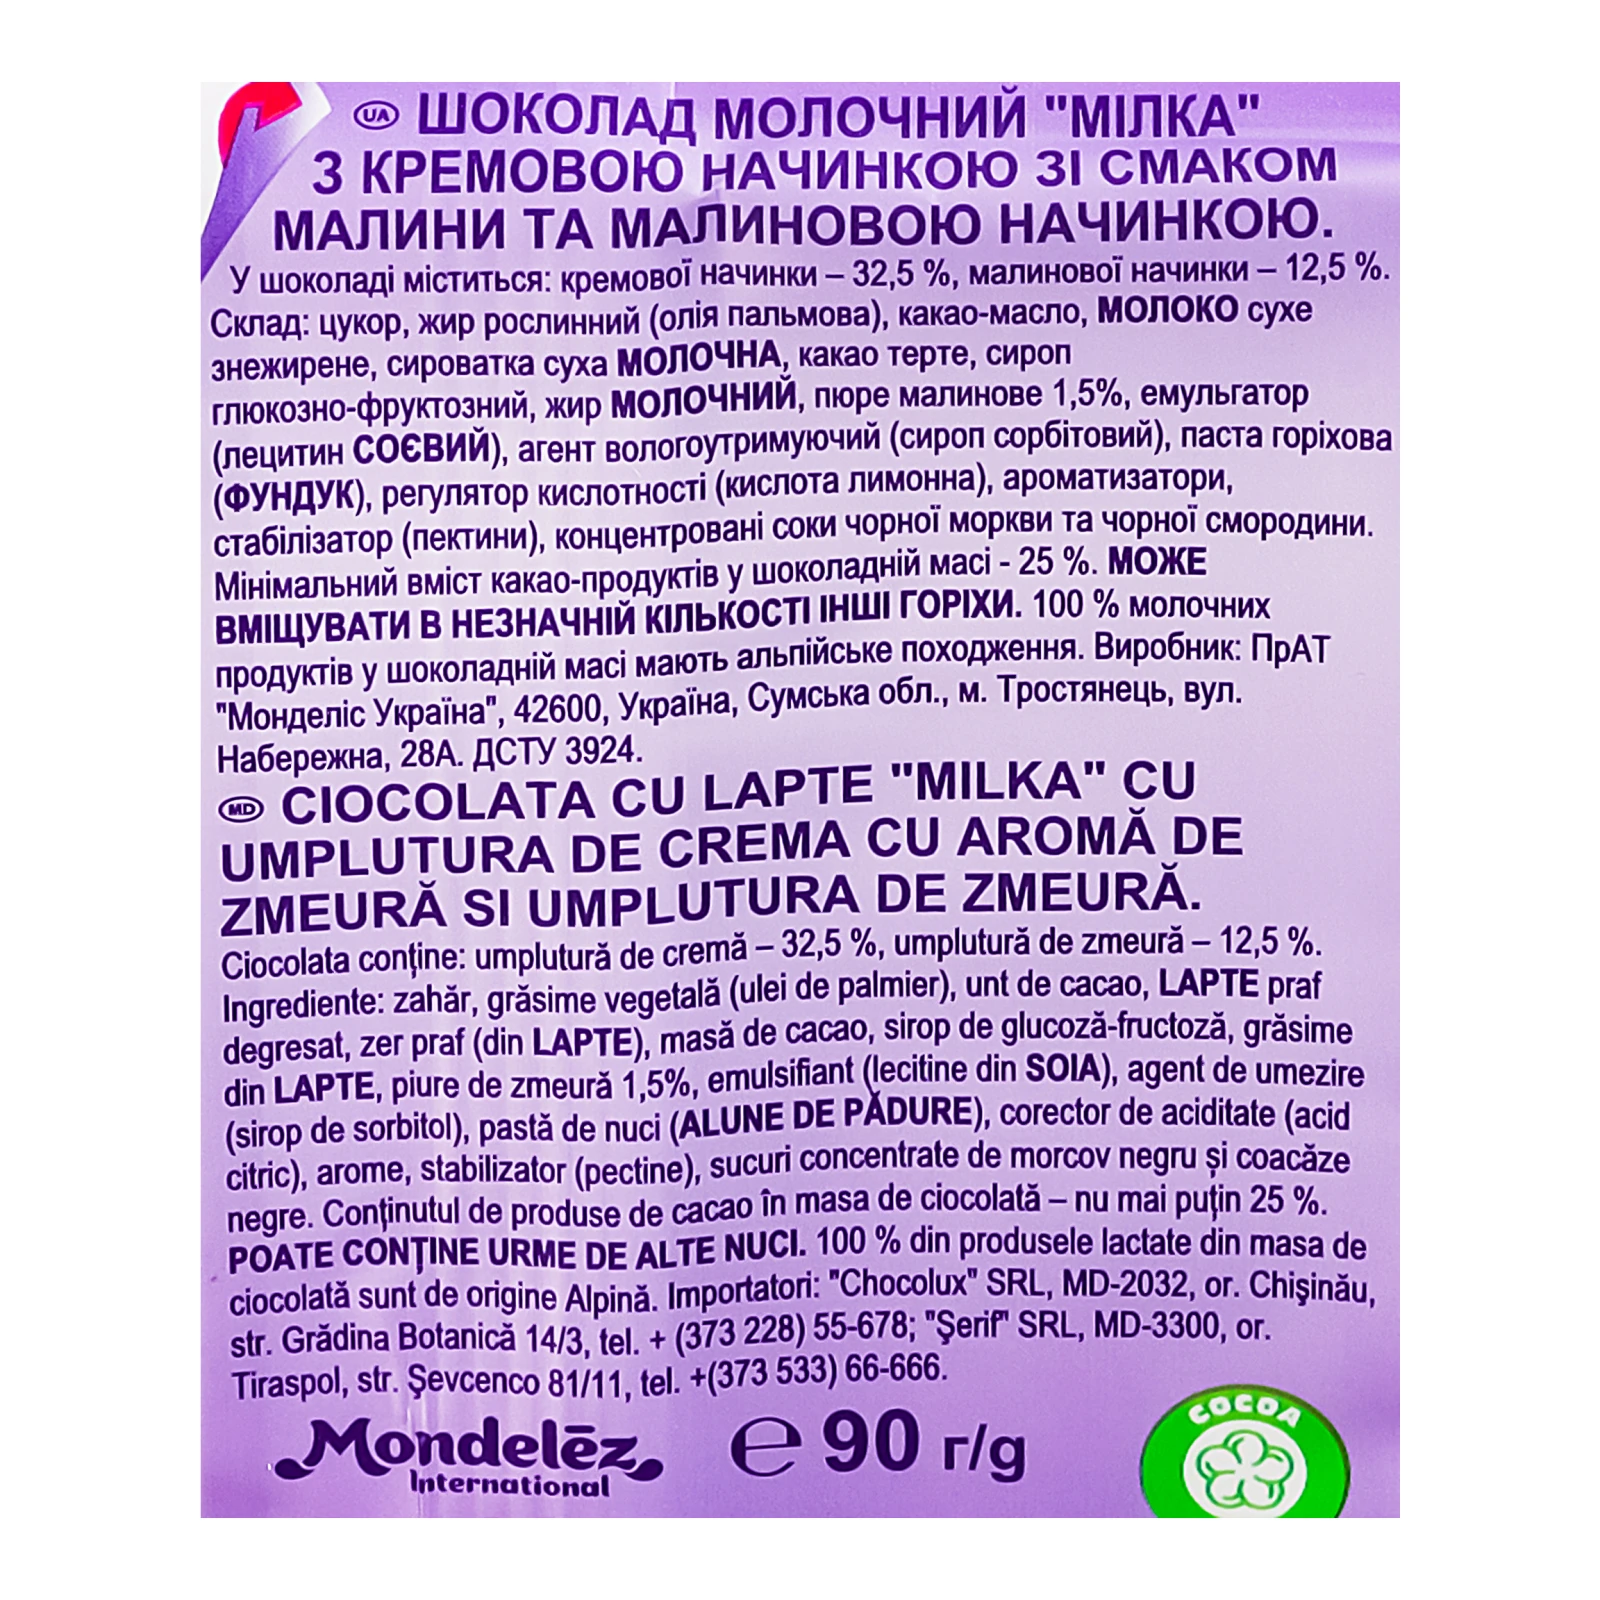 UA ШОКОЛАД МОЛОЧНИЙ "МІЛКА"
З КРЕМОВОЮ НАЧИНКОЮ ЗІ СМАКОМ
МАЛИНИ ТА МАЛИНОВОЮ НАЧИНКОЮ.
У шоколаді міститься: кремової начинки – 32,5 %, малинової начинки – 12,5 %.
Склад: цукор, жир рослинний (олія пальмова), какао-масло, МОЛОКО сухе
знежирене, сироватка суха МОЛОЧНА, какао терте, сироп
глюкозно-фруктозний, жир МОЛОЧНИЙ, пюре малинове 1,5%, емульгатор
(лецитин СОЄВИЙ), агент вологоутримуючий (сироп сорбітовий), паста горіхова
(ФУНДУК), регулятор кислотності (кислота лимонна), ароматизатори,
стабілізатор (пектини), концентровані соки чорної моркви та чорної смородини.
Мінімальний вміст какао-продуктів у шоколадній масі - 25 %. МОЖЕ
ВМІЩУВАТИ В НЕЗНАЧНІЙ КІЛЬКОСТІ ІНШІ ГОРІХИ. 100 % молочних
продуктів у шоколадній масі мають альпійське походження. Виробник: ПрАТ
"Монделіс Україна", 42600, Україна, Сумська обл., м. Тростянець, вул.
Набережна, 28А. ДСТУ 3924.
MD CIOCOLATA CU LAPTE "MILKA" CU
UMPLUTURA DE CREMA CU AROMĂ DE
ZMEURĂ SI UMPLUTURA DE ZMEURĂ.
Ciocolata conține: umplutură de cremă – 32,5 %, umplutură de zmeură – 12,5 %.
Ingrediente: zahăr, grăsime vegetală (ulei de palmier), unt de cacao, LAPTE praf
degresat, zer praf (din LAPTE), masă de cacao, sirop de glucoză-fructoză, grăsime
din LAPTE, piure de zmeură 1,5%, emulsifiant (lecitine din SOIA), agent de umezire
(sirop de sorbitol), pastă de nuci (ALUNE DE PĂDURE), corector de aciditate (acid
citric), arome, stabilizator (pectine), sucuri concentrate de morcov negru și coacăze
negre. Conținutul de produse de cacao în masa de ciocolată – nu mai puțin 25 %.
POATE CONȚINE URME DE ALTE NUCI. 100 % din produsele lactate din masa de
ciocolată sunt de origine Alpină. Importatori: "Chocolux" SRL, MD-2032, or. Chişinău,
str. Grădina Botanică 14/3, tel. + (373 228) 55-678; "Şerif" SRL, MD-3300, or.
Tiraspol, str. Şevcenco 81/11, tel. +(373 533) 66-666.
Mondelēz
International
℮ 90 г/g
COCOA